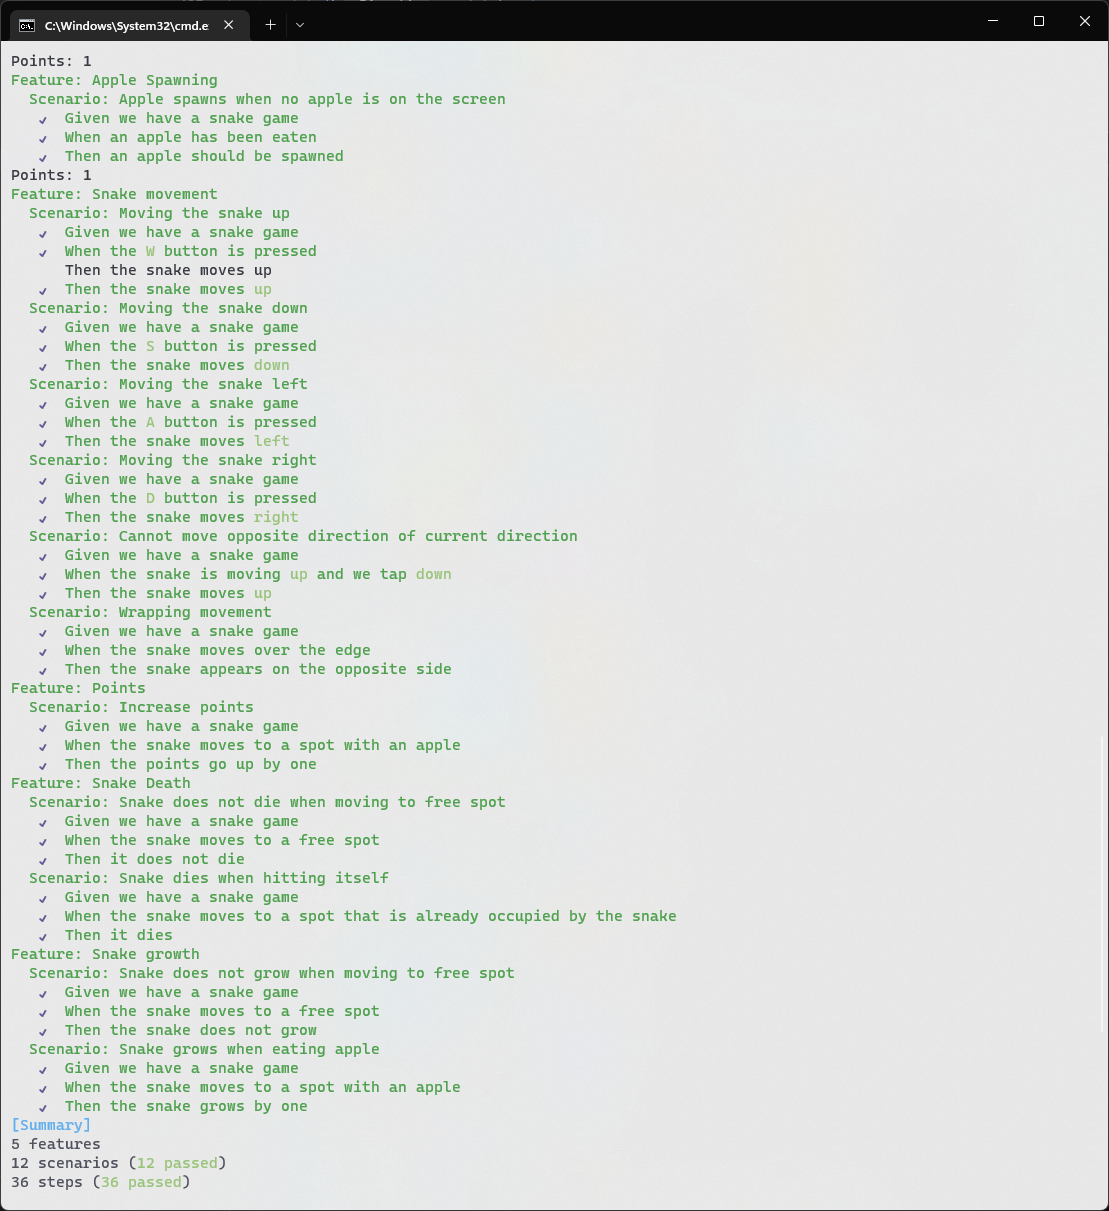 C:\Windows\System32\cmd.e
Points: 1
Feature: Apple Spawning
Scenario: Apple spawns when no apple is on the screen
✓ Given we have a snake game
✓ When an apple has been eaten
✓ Then an apple should be spawned
Points: 1
Feature: Snake movement
Scenario: Moving the snake up
✓ Given we have a snake game
✓ When the W button is pressed
Then the snake moves up
✓ Then the snake moves up
Scenario: Moving the snake down
✓ Given we have a snake game
✓ When the S button is pressed
✓ Then the snake moves down
Scenario: Moving the snake left
✓ Given we have a snake game
✓ When the A button is pressed
✓ Then the snake moves left
Scenario: Moving the snake right
✓ Given we have a snake game
✓ When the D button is pressed
✓ Then the snake moves right
Scenario: Cannot move opposite direction of current direction
✓ Given we have a snake game
✓ When the snake is moving up and we tap down
✓ Then the snake moves up
Scenario: Wrapping movement
✓ Given we have a snake game
✓ When the snake moves over the edge
✓ Then the snake appears on the opposite side
Feature: Points
Scenario: Increase points
✓ Given we have a snake game
✓ When the snake moves to a spot with an apple
✓ Then the points go up by one
Feature: Snake Death
Scenario: Snake does not die when moving to free spot
✓ Given we have a snake game
✓ When the snake moves to a free spot
✓ Then it does not die
Scenario: Snake dies when hitting itself
✓ Given we have a snake game
✓ When the snake moves to a spot that is already occupied by the snake
✓ Then it dies
Feature: Snake growth
Scenario: Snake does not grow when moving to free spot
✓ Given we have a snake game
✓ When the snake moves to a free spot
✓ Then the snake does not grow
Scenario: Snake grows when eating apple
✓ Given we have a snake game
✓ When the snake moves to a spot with an apple
✓ Then the snake grows by one
[Summary]
5 features
12 scenarios (12 passed)
36 steps (36 passed)